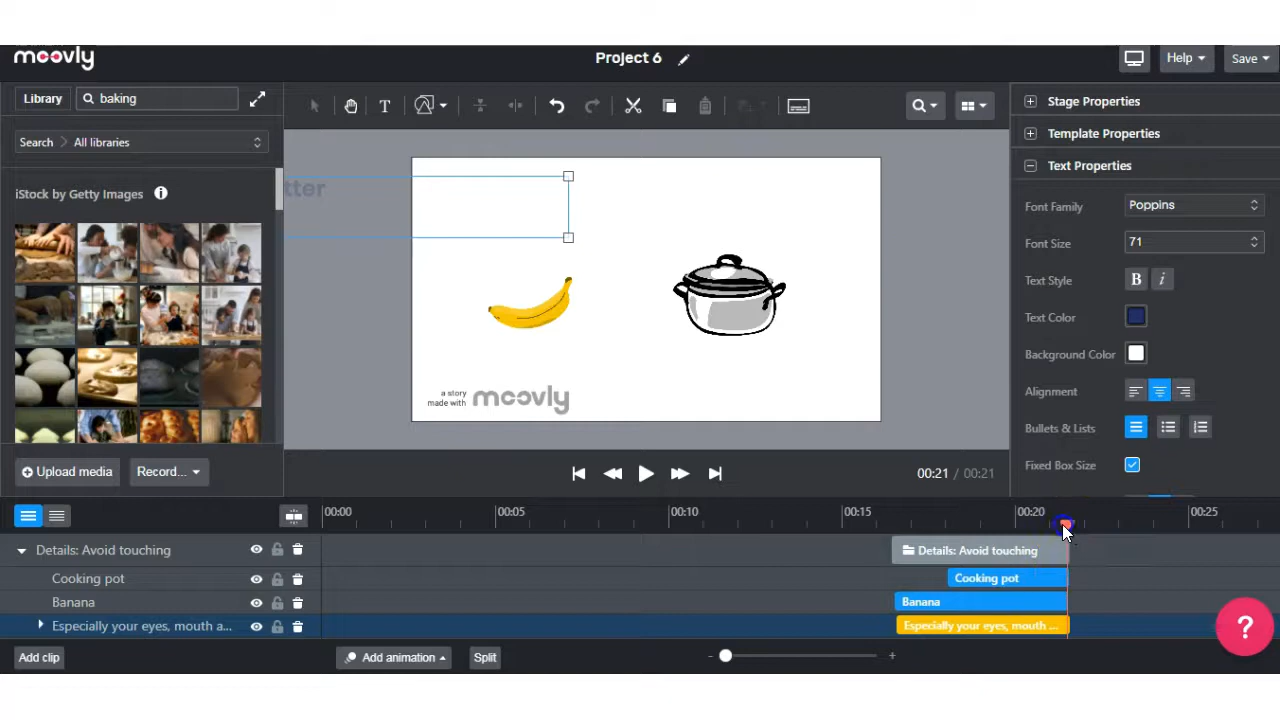 moovly
Project 6
Help
Save
Library
baking
Search > All libraries
iStock by Getty Images
i
T
tter
a story
made with moovly
Stage Properties
Template Properties
Text Properties
Font Family
Poppins
Font Size
71
Text Style
B
i
Text Color
Background Color
Alignment
Bullets & Lists
Fixed Box Size
Upload media
Record...
00:21 / 00:21
00:00
00:05
00:10
00:15
00:20
00:25
Details: Avoid touching
Details: Avoid touching
Cooking pot
Cooking pot
Banana
Banana
Especially your eyes, mouth a...
Especially your eyes, mouth ...
Add clip
Add animation
Split
- +
?